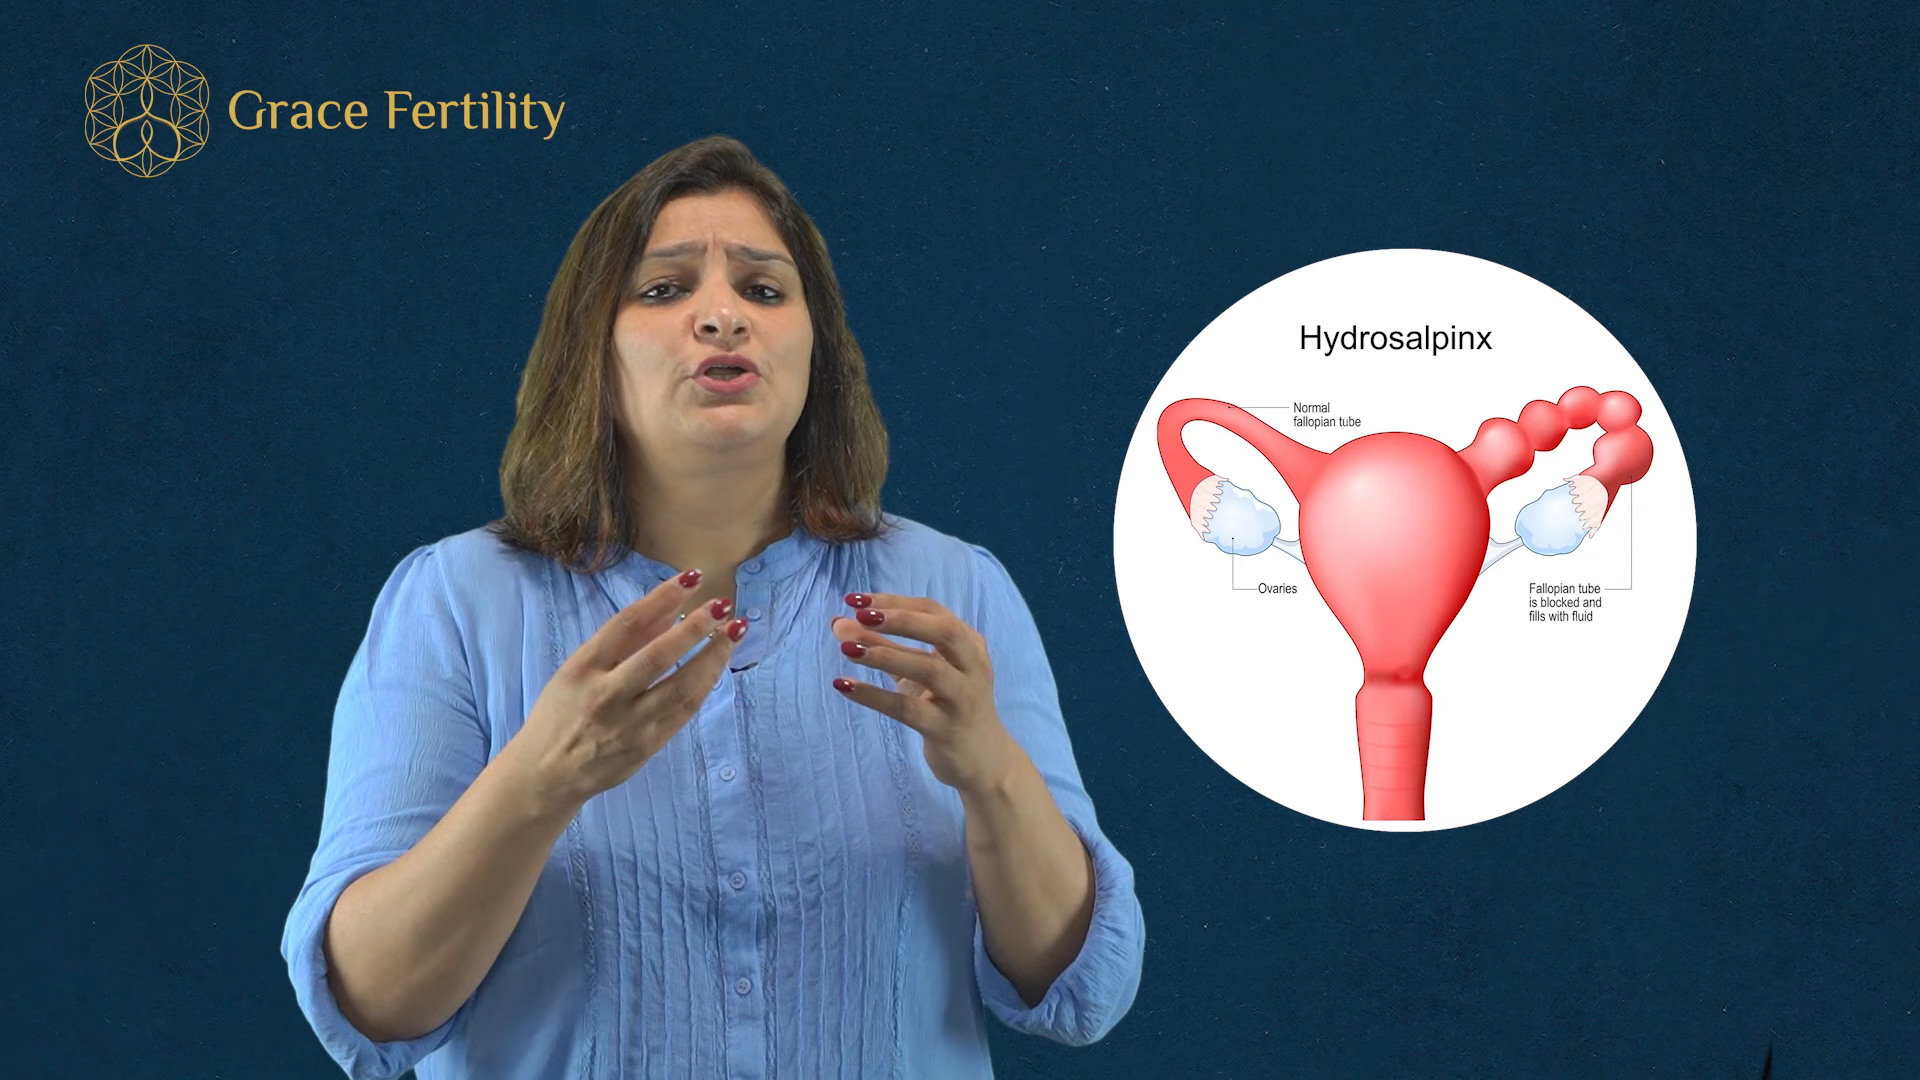 Grace Fertility
Hydrosalpinx
Normal
fallopian tube
Ovaries
Fallopian tube
is blocked and
fills with fluid